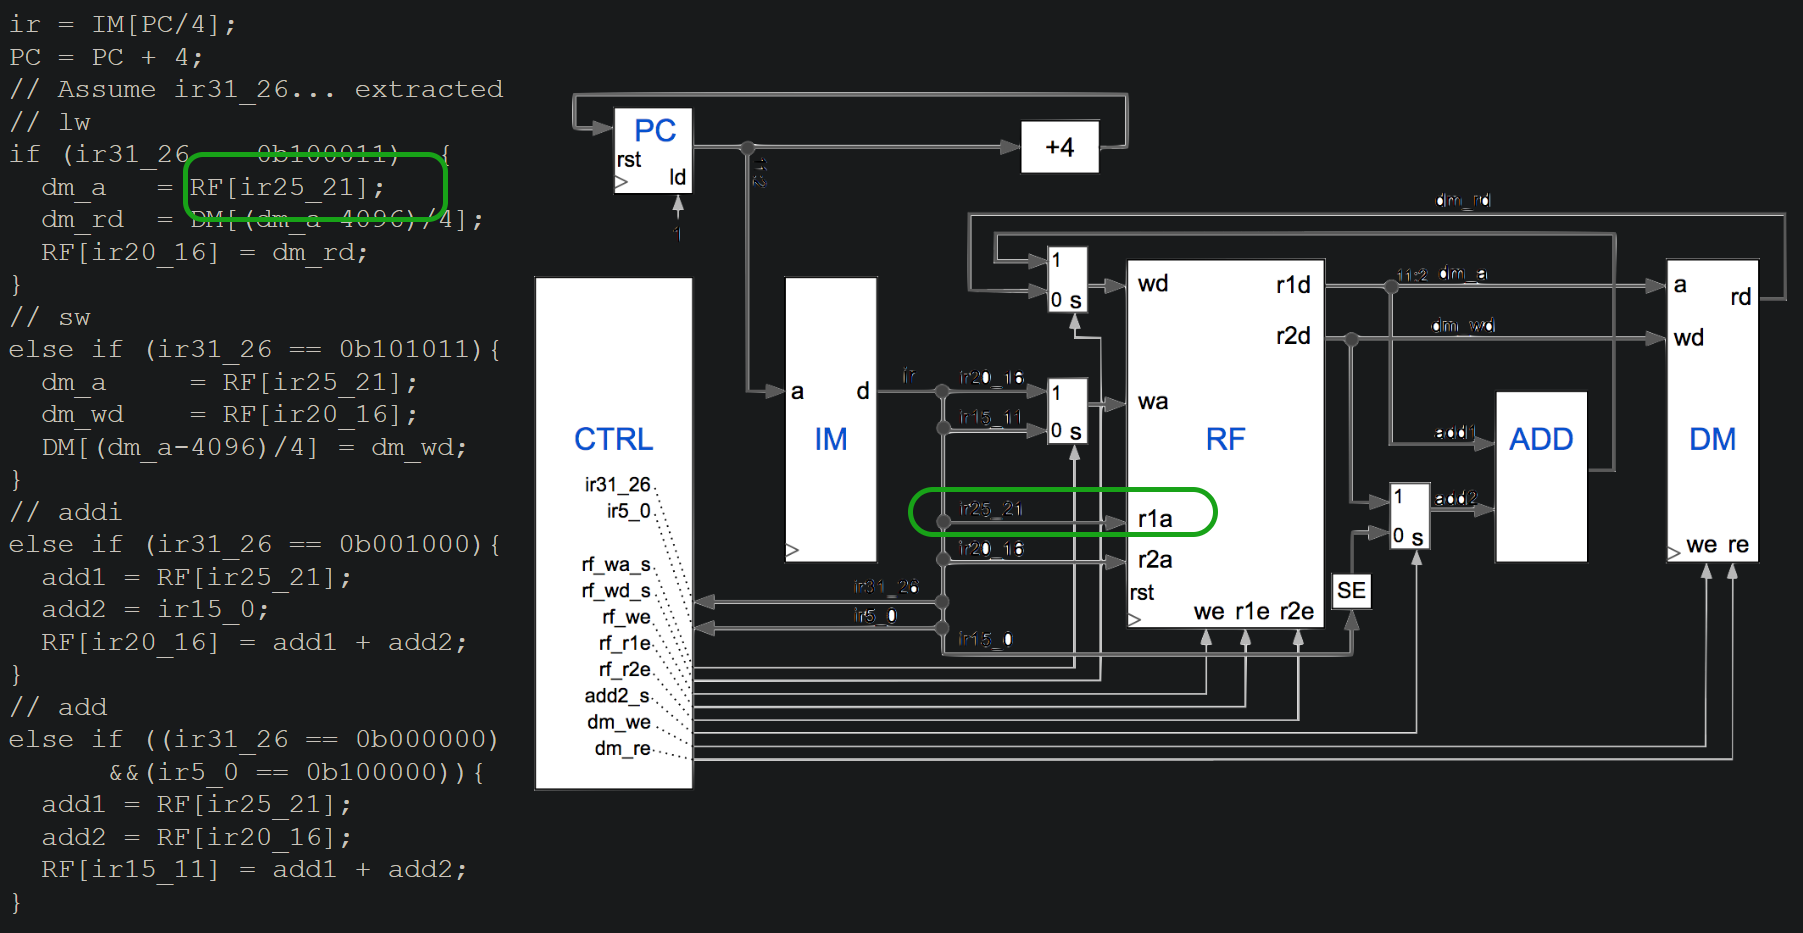 ir = IM[PC/4];
PC = PC + 4;
// Assume ir31_26... extracted
// lw
if (ir31_26 == 0b100011) {
dm_a = RF[ir25_21];
dm_rd = DM[(dm_a-4096)/4];
RF[ir20_16] = dm_rd;
}
// sw
else if (ir31_26 == 0b101011){
dm_a = RF[ir25_21];
dm_wd = RF[ir20_16];
DM[(dm_a-4096)/4] = dm_wd;
}
// addi
else if (ir31_26 == 0b001000){
add1 = RF[ir25_21];
add2 = ir15_0;
RF[ir20_16] = add1 + add2;
}
// add
else if ((ir31_26 == 0b000000)
&&(ir5_0 == 0b100000)){
add1 = RF[ir25_21];
add2 = RF[ir20_16];
RF[ir15_11] = add1 + add2;
}
PC
rst
ld
1
+4
CTRL
ir31_26
ir5_0
rf_wa_s
rf_wd_s
rf_we
rf_r1e
rf_r2e
add2_s
dm_we
dm_re
a
d
IM
ir
ir20_16
ir15_11
ir25_21
ir20_16
ir31_26
ir5_0
ir15_0
1
0 s
1
0 s
wd
r1d
r2d
wa
RF
r1a
r2a
rst
we r1e r2e
dm_rd
11:2 dm_a
dm_wd
add1
add2
1
0 s
SE
ADD
a
rd
wd
DM
we re